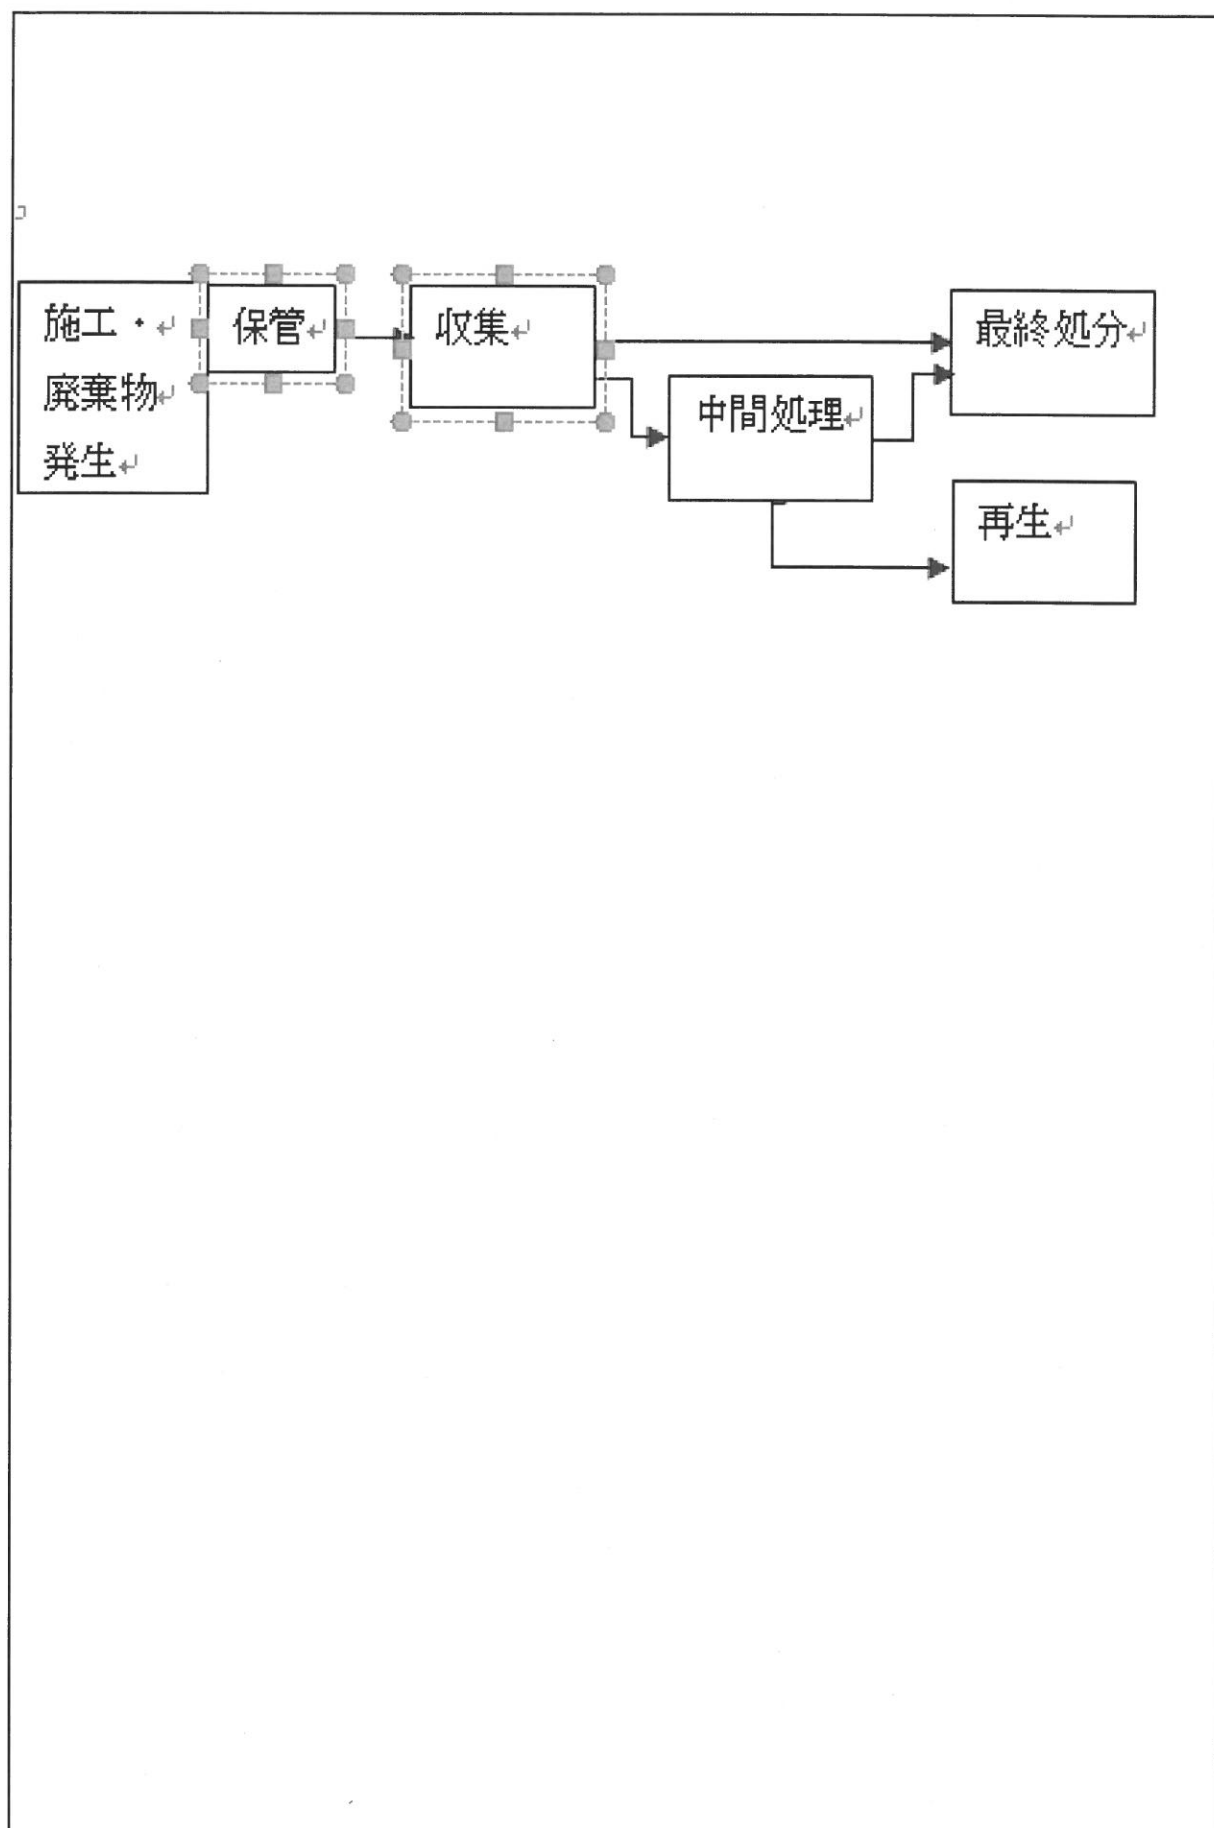 施工・
廃棄物
発生
保管
収集
中間処理
最終処分
再生